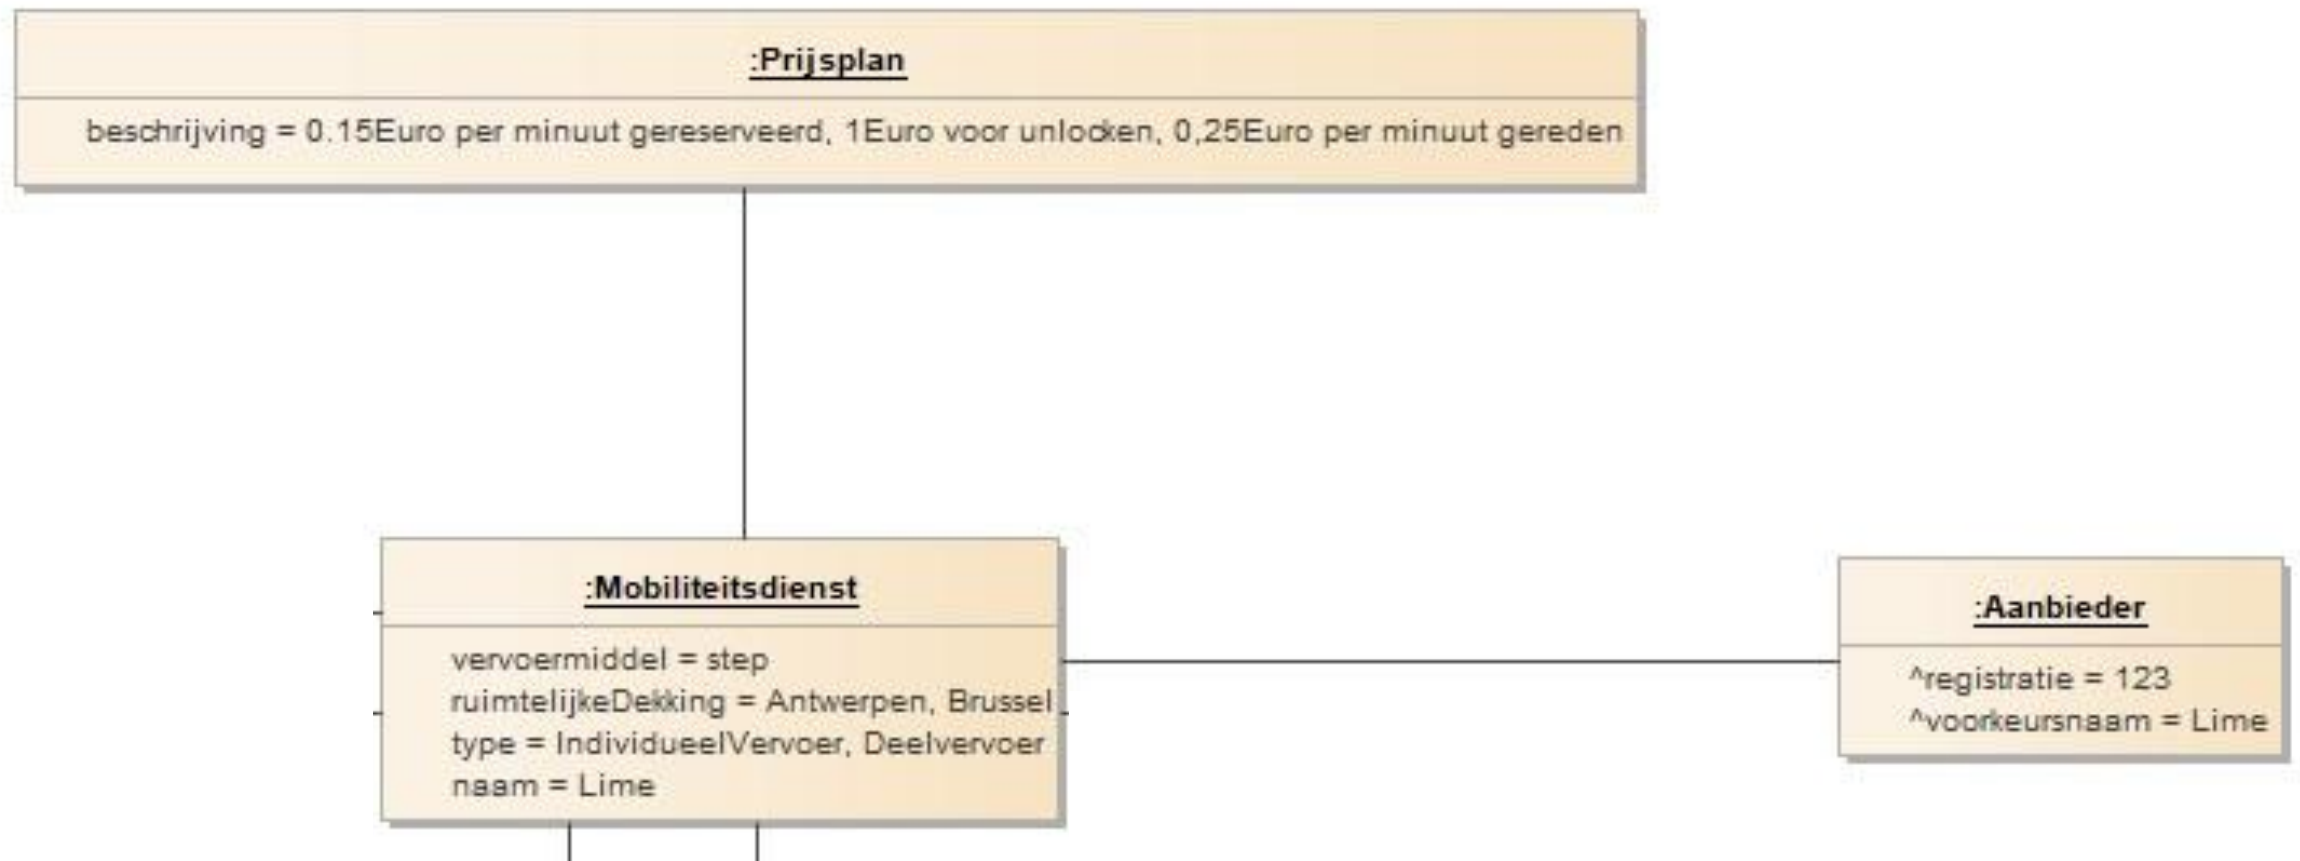 :Prijsplan
beschrijving = 0.15Euro per minuut gereserveerd, 1Euro voor unlocken, 0,25Euro per minuut gereden
:Mobiliteitsdienst
vervoermiddel = step
ruimtelijkeDekking = Antwerpen, Brussel
type = IndividueelVervoer, Deelvervoer
naam = Lime
:Aanbieder
^registratie = 123
^voorkeursnaam = Lime